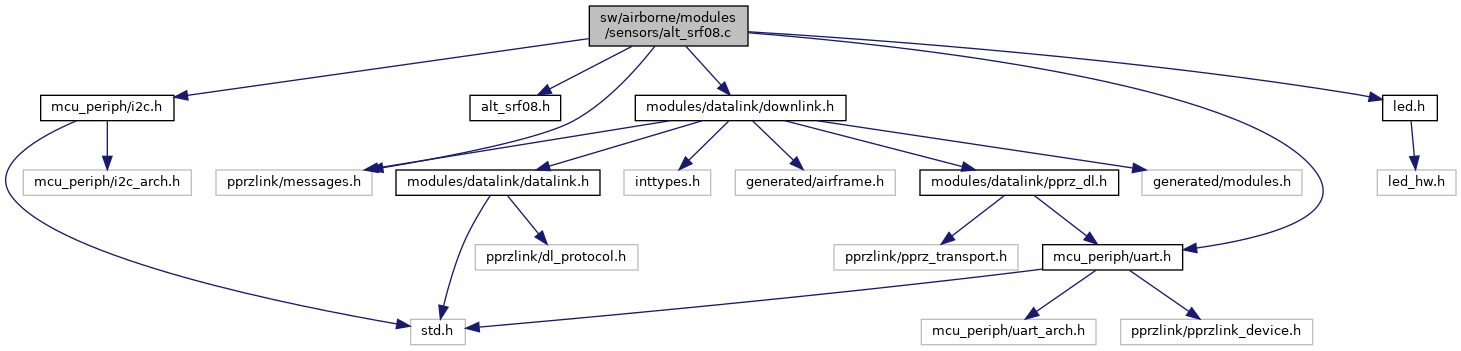 sw/airborne/modules
/sensors/alt_srf08.c
mcu_periph/i2c.h
alt_srf08.h
modules/datalink/downlink.h
led.h
mcu_periph/i2c_arch.h
pprzlink/messages.h
modules/datalink/datalink.h
inttypes.h
generated/airframe.h
modules/datalink/pprz_dl.h
generated/modules.h
led_hw.h
pprzlink/dl_protocol.h
pprzlink/pprz_transport.h
mcu_periph/uart.h
std.h
mcu_periph/uart_arch.h
pprzlink/pprzlink_device.h